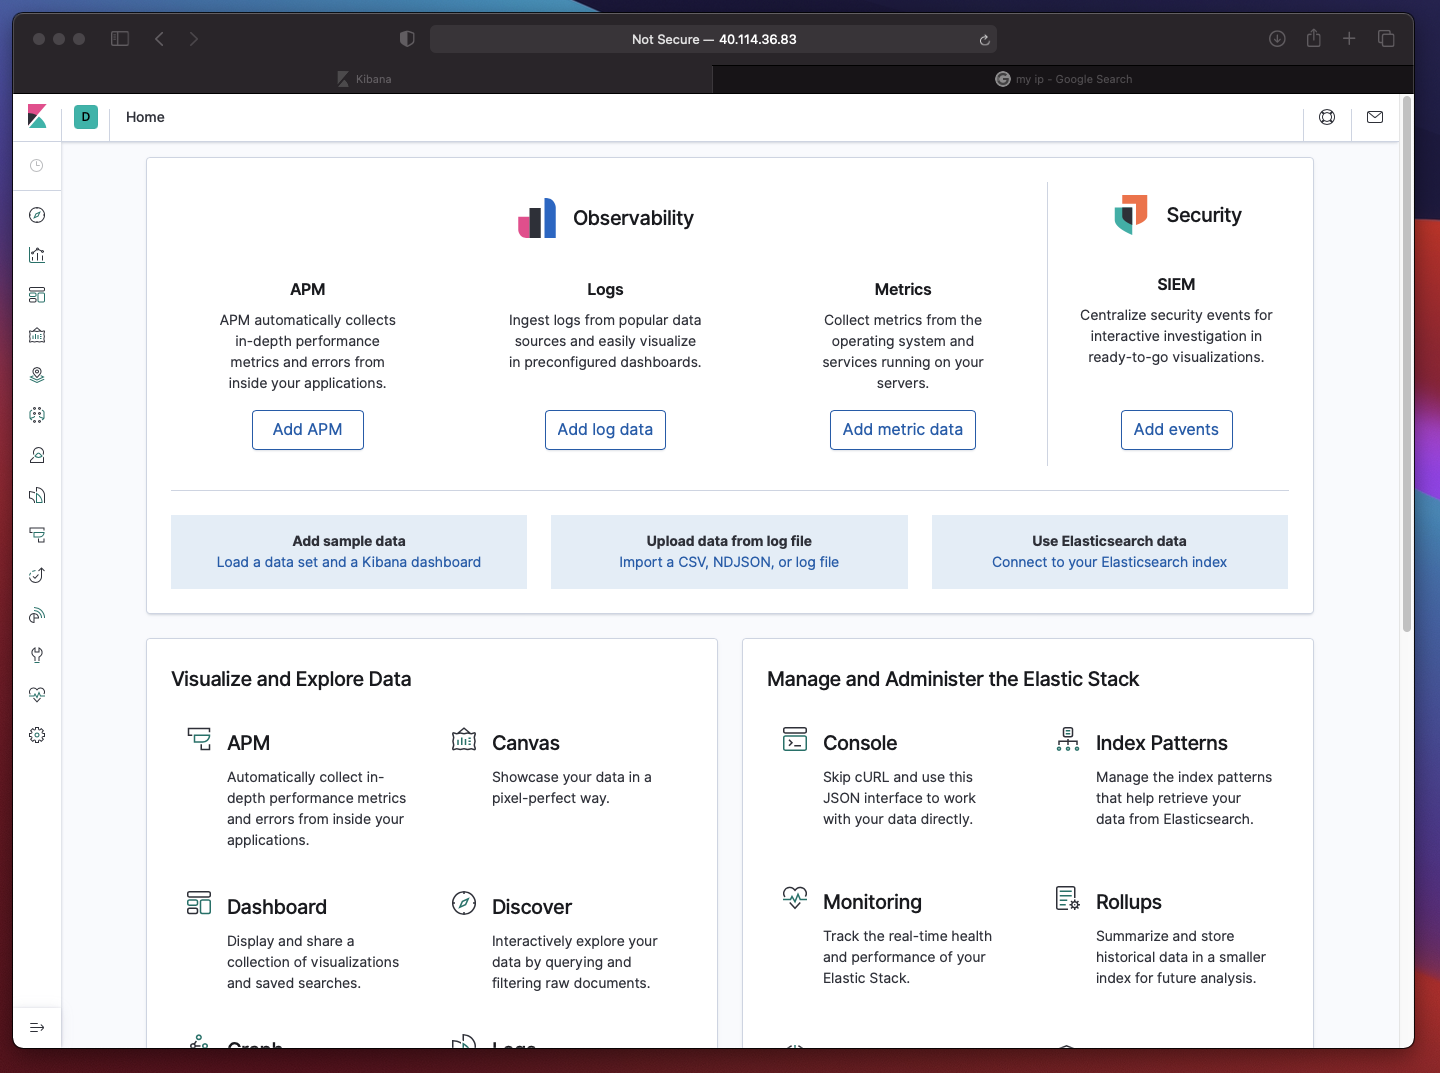 Not Secure — 40.114.36.83
Kibana
my ip - Google Search
D
Home
Observability
Security
APM
APM automatically collects
in-depth performance
metrics and errors from
inside your applications.
Add APM
Logs
Ingest logs from popular data
sources and easily visualize
in preconfigured dashboards.
Add log data
Metrics
Collect metrics from the
operating system and
services running on your
servers.
Add metric data
SIEM
Centralize security events for
interactive investigation in
ready-to-go visualizations.
Add events
Add sample data
Load a data set and a Kibana dashboard
Upload data from log file
Import a CSV, NDJSON, or log file
Use Elasticsearch data
Connect to your Elasticsearch index
Visualize and Explore Data
APM
Automatically collect in-
depth performance metrics
and errors from inside your
applications.
Canvas
Showcase your data in a
pixel-perfect way.
Dashboard
Display and share a
collection of visualizations
and saved searches.
Discover
Interactively explore your
data by querying and
filtering raw documents.
Graph
Logs
Manage and Administer the Elastic Stack
Console
Skip cURL and use this
JSON interface to work
with your data directly.
Index Patterns
Manage the index patterns
that help retrieve your
data from Elasticsearch.
Monitoring
Track the real-time health
and performance of your
Elastic Stack.
Rollups
Summarize and store
historical data in a smaller
index for future analysis.